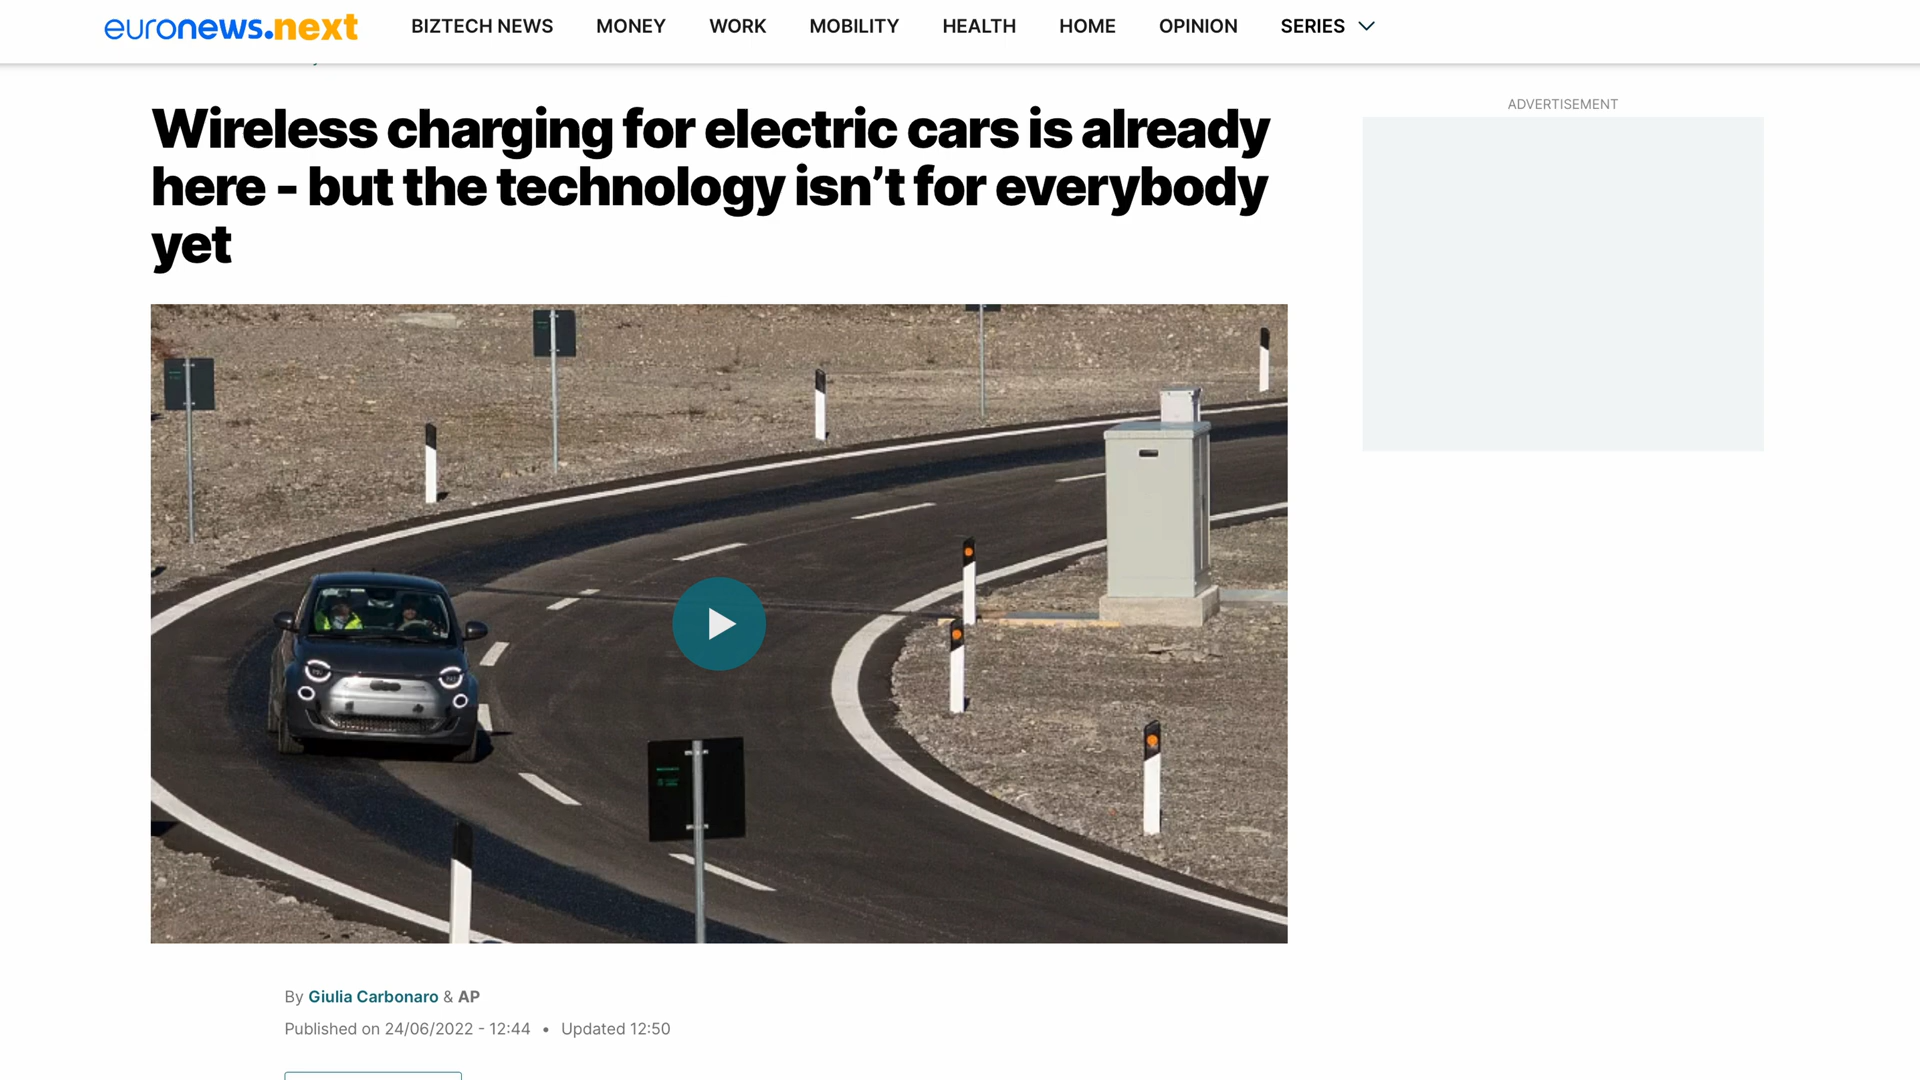 euronews.next
BIZTECH NEWS MONEY WORK MOBILITY HEALTH HOME OPINION SERIES
ADVERTISEMENT
Wireless charging for electric cars is already
here - but the technology isn’t for everybody
yet
By Giulia Carbonaro & AP
Published on 24/06/2022 - 12:44 • Updated 12:50